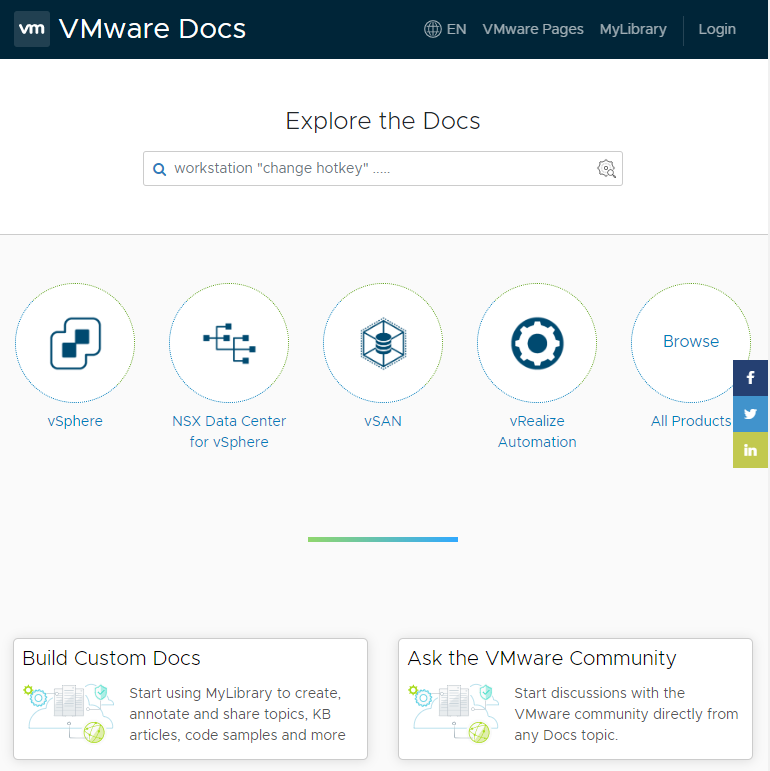 vm VMware Docs EN VMware Pages MyLibrary Login
Explore the Docs
workstation "change hotkey" .....
vSphere
NSX Data Center
for vSphere
vSAN
vRealize
Automation
Browse
All Products
f
in
Build Custom Docs
Start using MyLibrary to create,
annotate and share topics, KB
articles, code samples and more
Ask the VMware Community
Start discussions with the
VMware community directly from
any Docs topic.